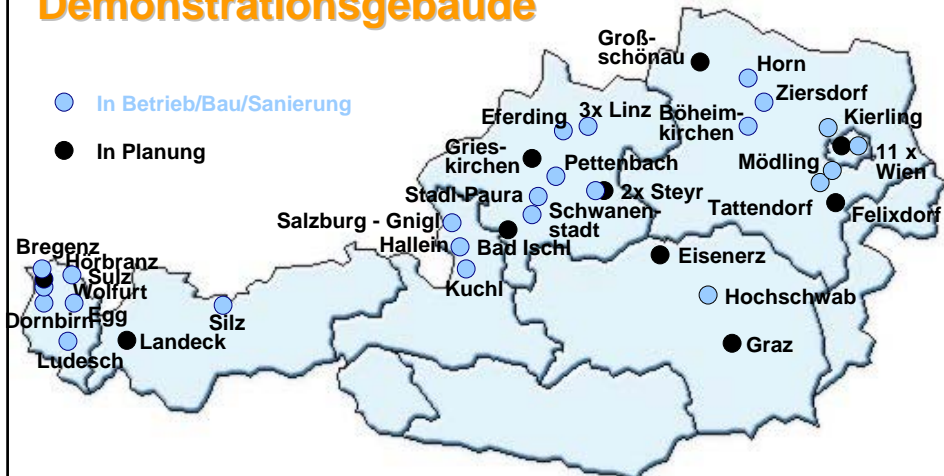 Demonstrationsgebäude
In Betrieb/Bau/Sanierung
In Planung
Groß-
schönau
Horn
Ziersdorf
Eferding
3x Linz
Böheim-
kirchen
Kierling
Gries-
kirchen
Pettenbach
Mödling
11 x
Wien
Stadl-Paura
2x Steyr
Schwanen-
stadt
Tattendorf
Felixdorf
Salzburg - Gnigl
Hallein
Bad Ischl
Eisenerz
Kuchl
Hochschwab
Graz
Bregenz
Hörbranz
Sulz
Wolfurt
Dornbirn
Egg
Ludesch
Landeck
Silz